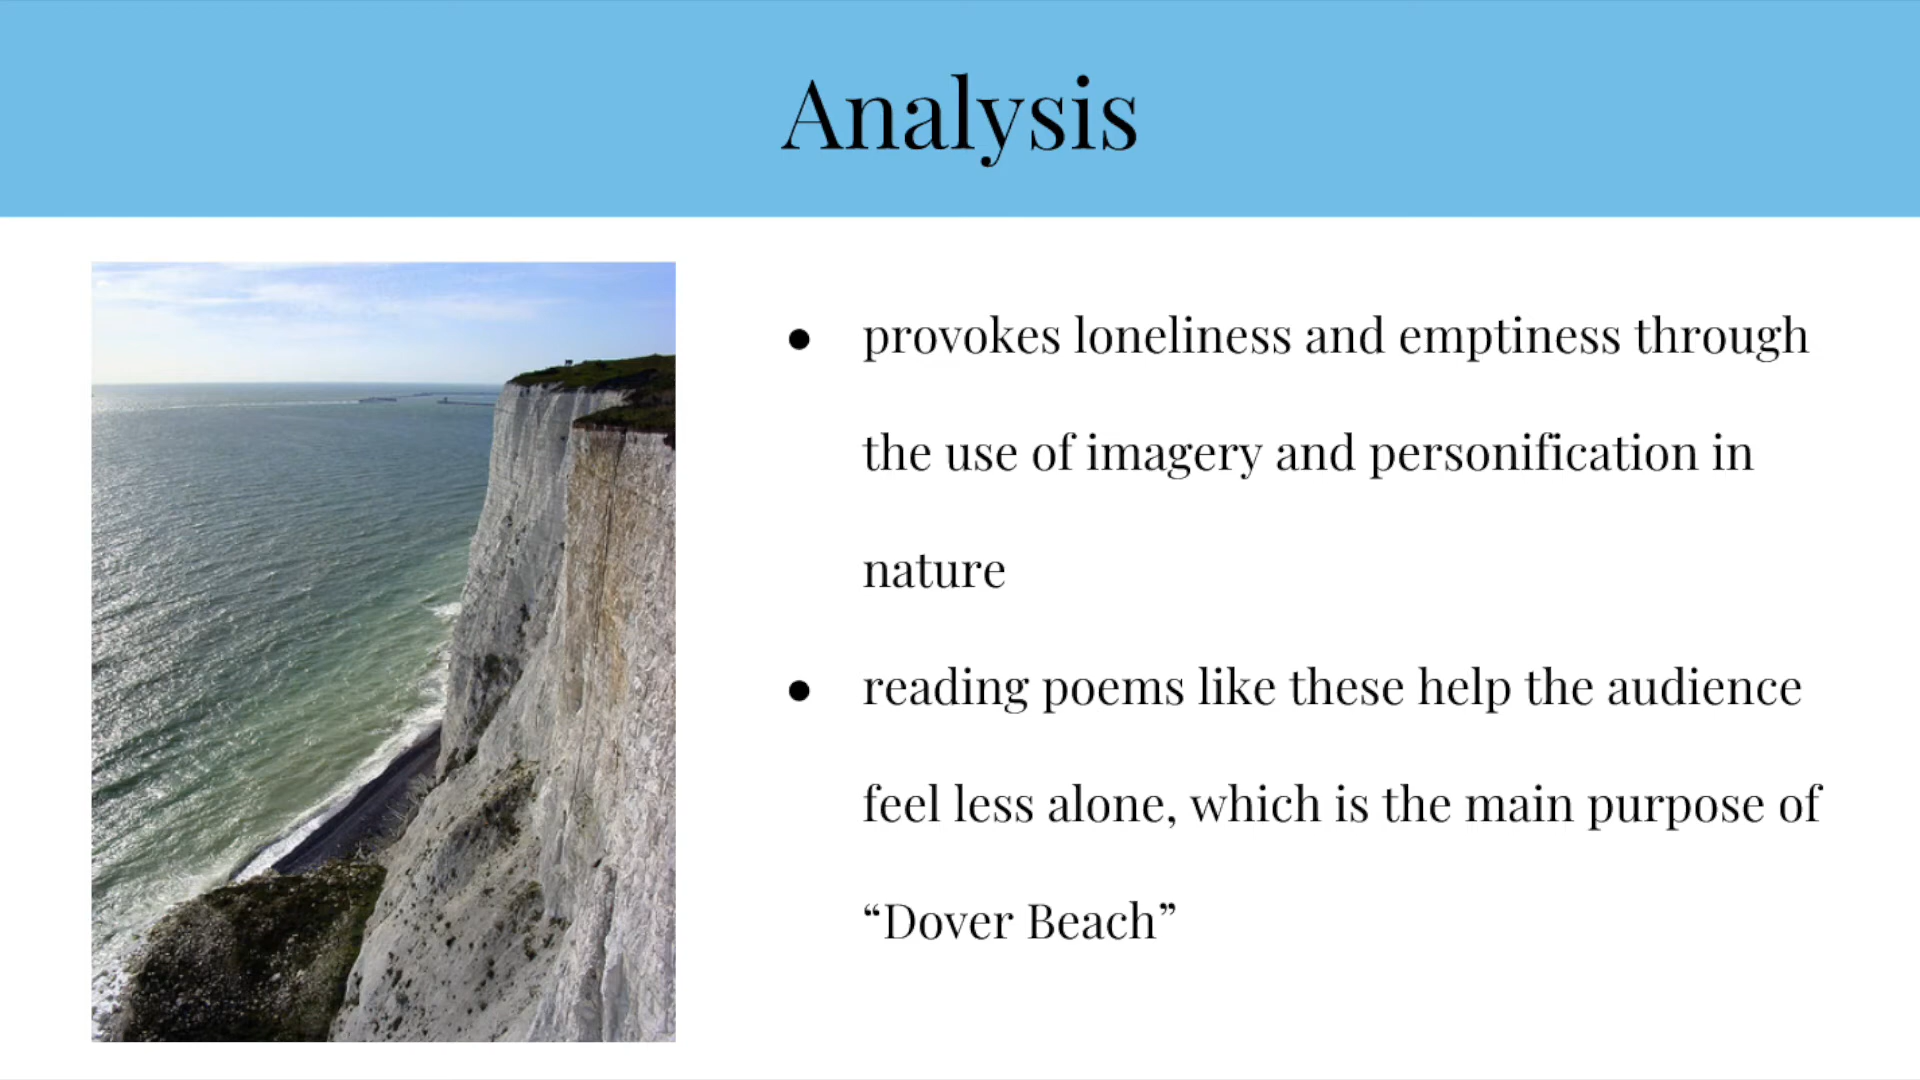 Analysis
● provokes loneliness and emptiness through
the use of imagery and personification in
nature
● reading poems like these help the audience
feel less alone, which is the main purpose of
“Dover Beach”